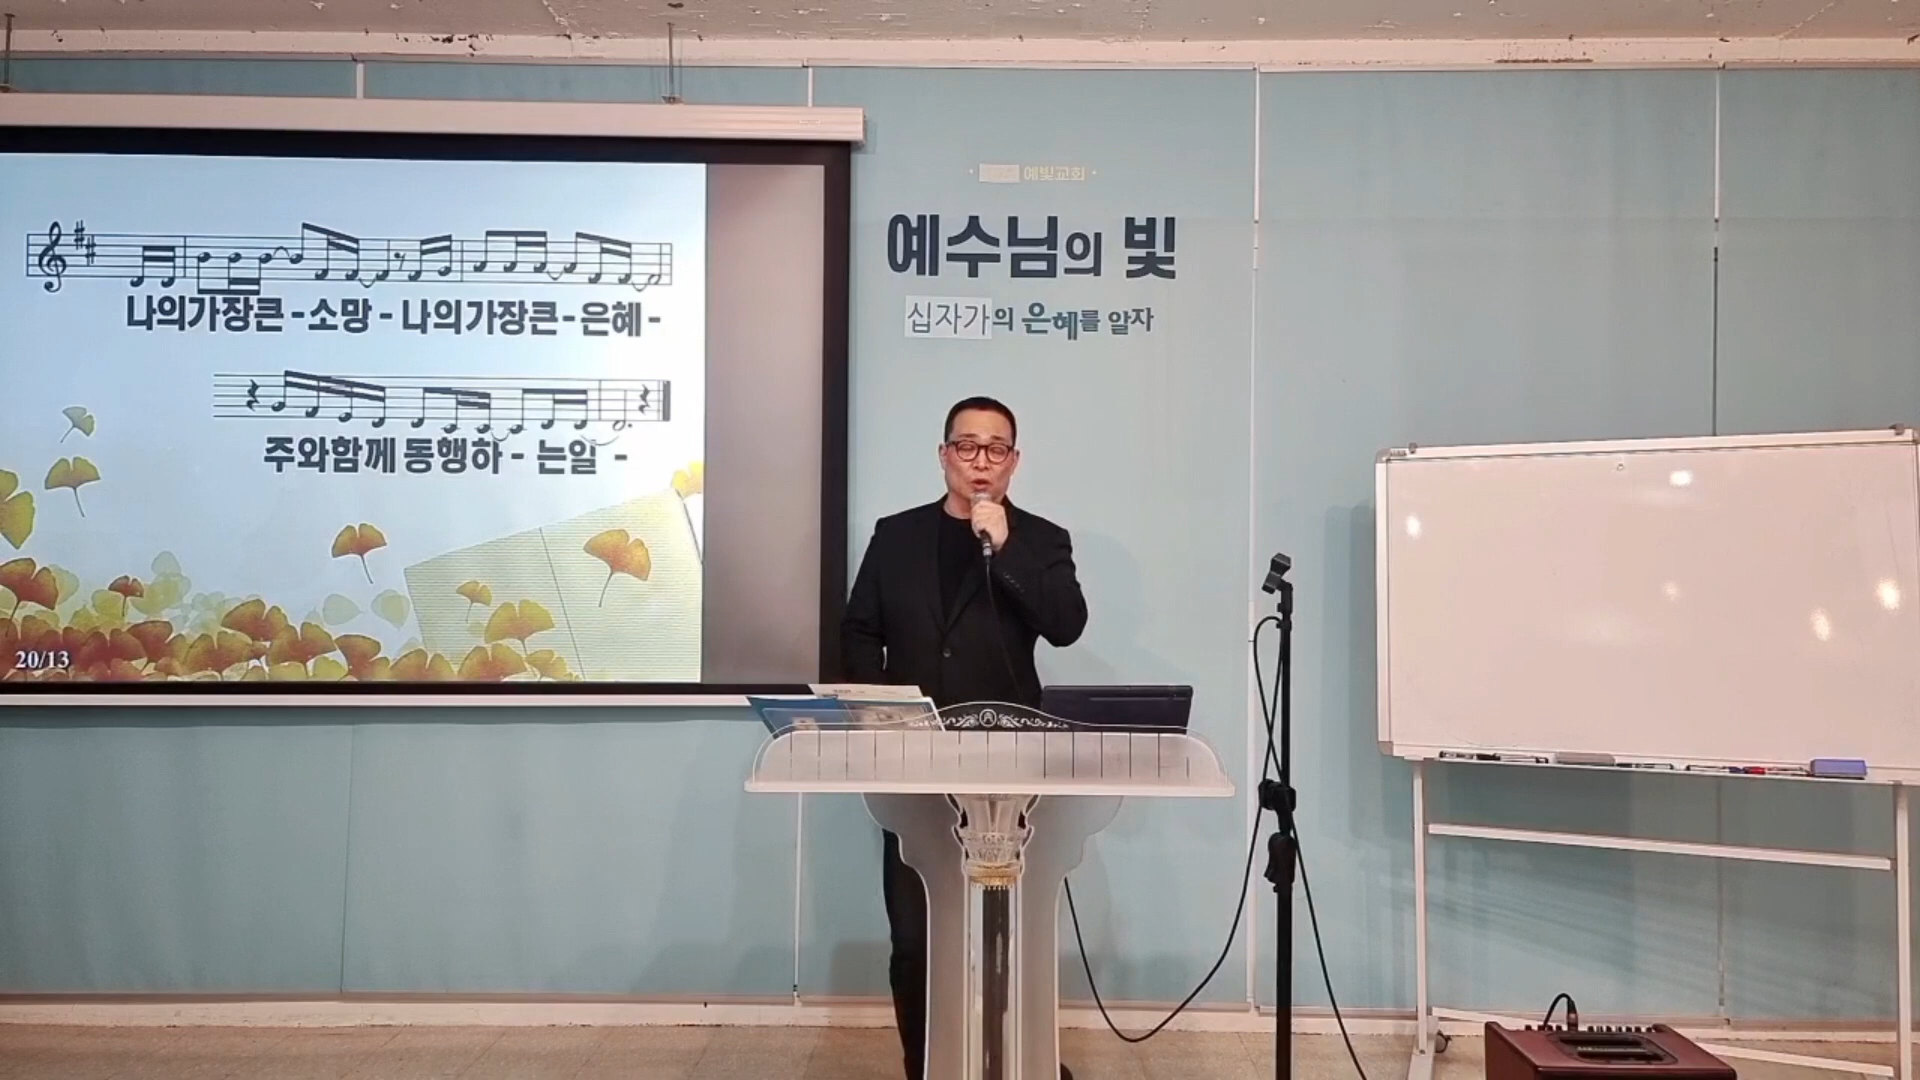 나의가장큰-소망-나의가장큰-은혜-
주와함께동행하-는일-
20/13
• 예빛교회 •
예수님의 빛
십자가의 은혜를 알자